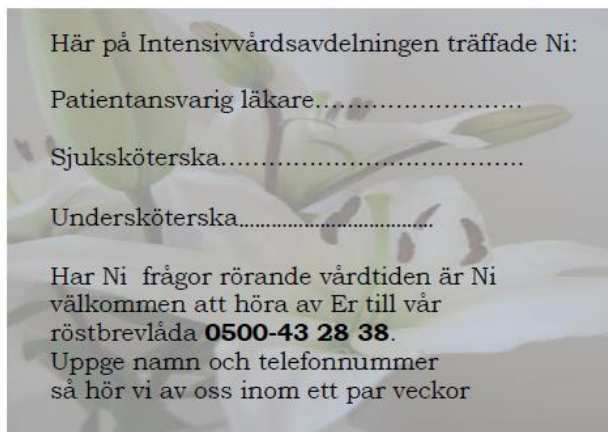 Här på Intensivvårdsavdelningen träffade Ni:
Patientansvarig läkare..........................
Sjuksköterska......................................
Undersköterska...................................
Har Ni  frågor rörande vårdtiden är Ni
välkommen att höra av Er till vår
röstbrevlåda 0500-43 28 38.
Uppge namn och telefonnummer
så hör vi av oss inom ett par veckor